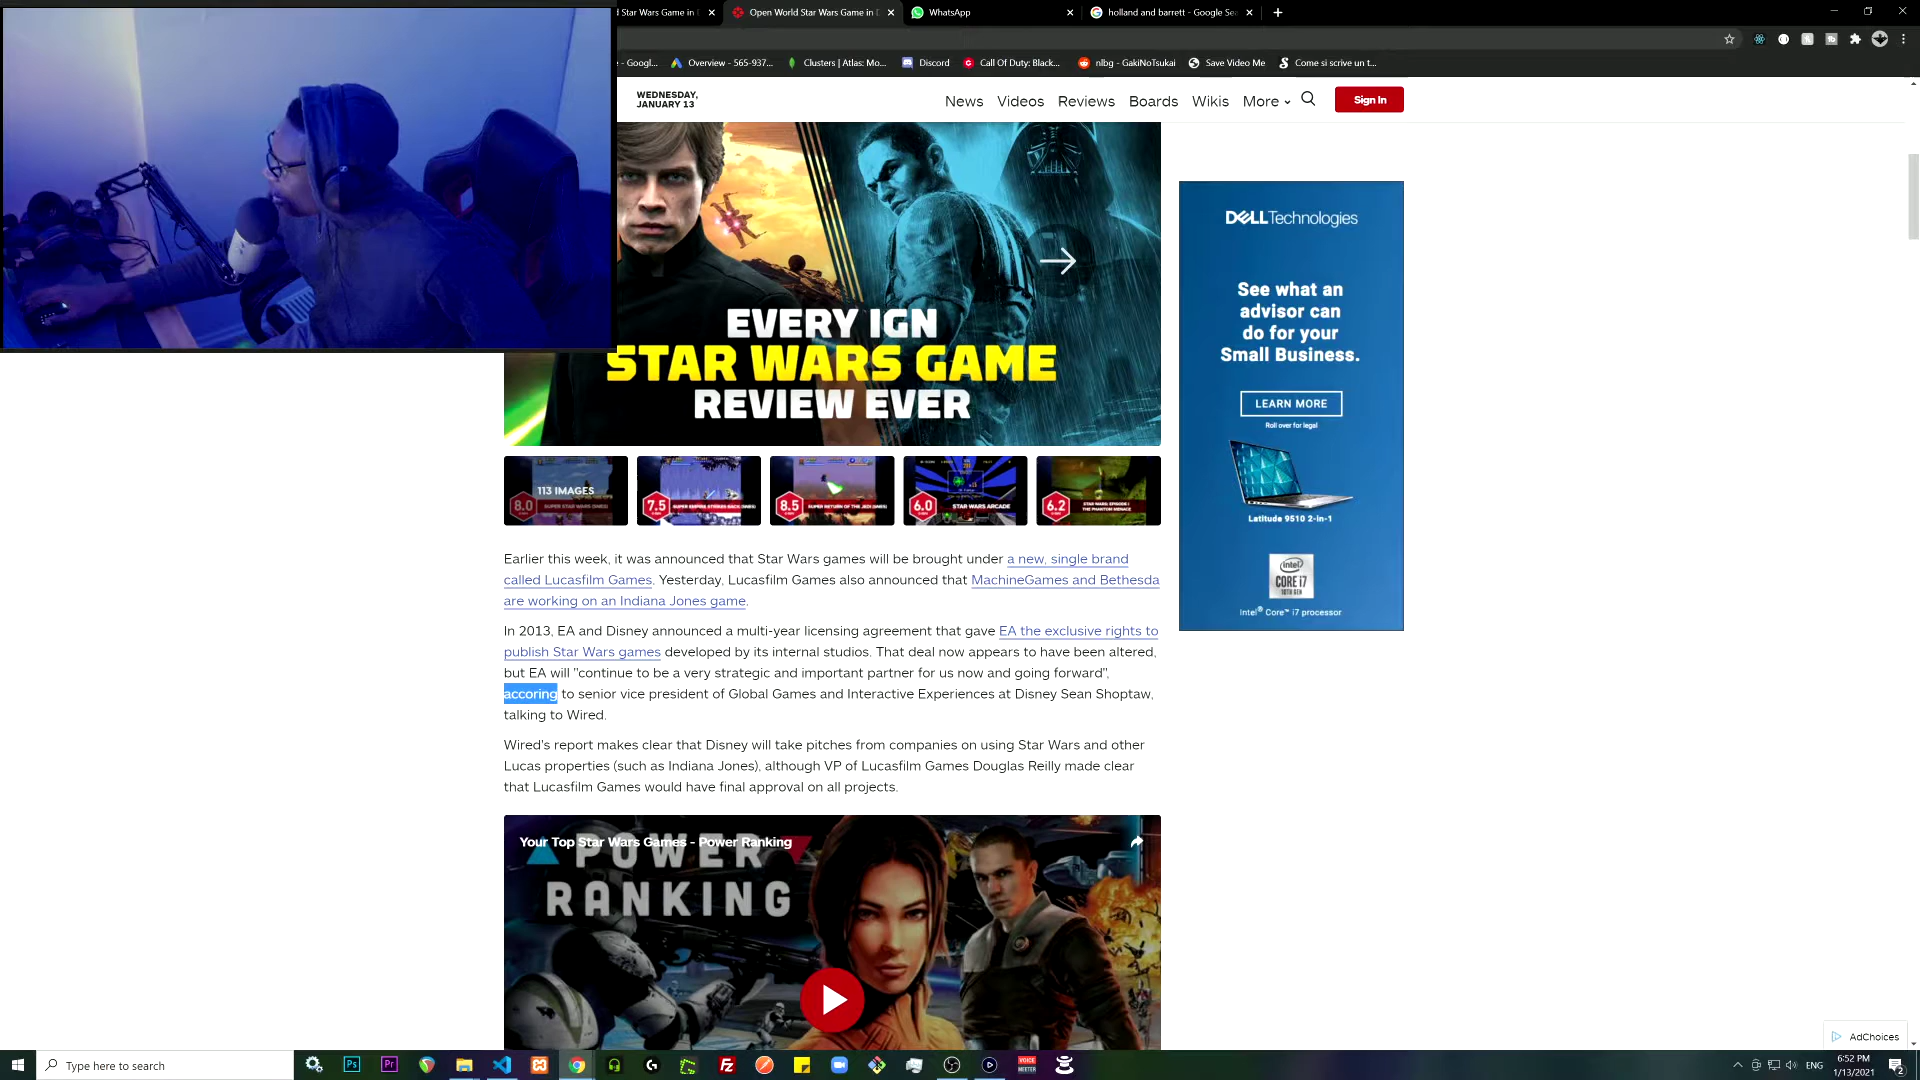 d Star Wars Game in
Open World Star Wars Game in
WhatsApp
holland and barrett - Google Sea
e - Googl...
Overview - 565-937...
Clusters | Atlas: Mo...
Discord
Call Of Duty: Black...
nlbg - GakiNoTsukai
Save Video Me
Come si scrive un t...
WEDNESDAY,
JANUARY 13
News
Videos
Reviews
Boards
Wikis
More
Sign In
EVERY IGN
STAR WARS GAME
REVIEW EVER
113 IMAGES
8.0
SUPER STAR WARS (SNES)
7.5
SUPER EMPIRE STRIKES BACK (SNES)
8.5
SUPER RETURN OF THE JEDI (SNES)
6.0
STAR WARS ARCADE
6.2
STAR WARS: EPISODE I
THE PHANTOM MENACE
Earlier this week, it was announced that Star Wars games will be brought under a new, single brand
called Lucasfilm Games. Yesterday, Lucasfilm Games also announced that MachineGames and Bethesda
are working on an Indiana Jones game.
In 2013, EA and Disney announced a multi-year licensing agreement that gave EA the exclusive rights to
publish Star Wars games developed by its internal studios. That deal now appears to have been altered,
but EA will "continue to be a very strategic and important partner for us now and going forward",
accoring to senior vice president of Global Games and Interactive Experiences at Disney Sean Shoptaw,
talking to Wired.
Wired's report makes clear that Disney will take pitches from companies on using Star Wars and other
Lucas properties (such as Indiana Jones), although VP of Lucasfilm Games Douglas Reilly made clear
that Lucasfilm Games would have final approval on all projects.
Your Top Star Wars Games - Power Ranking
POWER
RANKING
DELL Technologies
See what an
advisor can
do for your
Small Business.
LEARN MORE
Roll over for legal
Latitude 9510 2-in-1
intel
CORE i7
10TH GEN
Intel® Core™ i7 processor
AdChoices
Type here to search
Ps
Pr
FZ
VOICE
MEETER
ENG
6:52 PM
1/13/2021
2